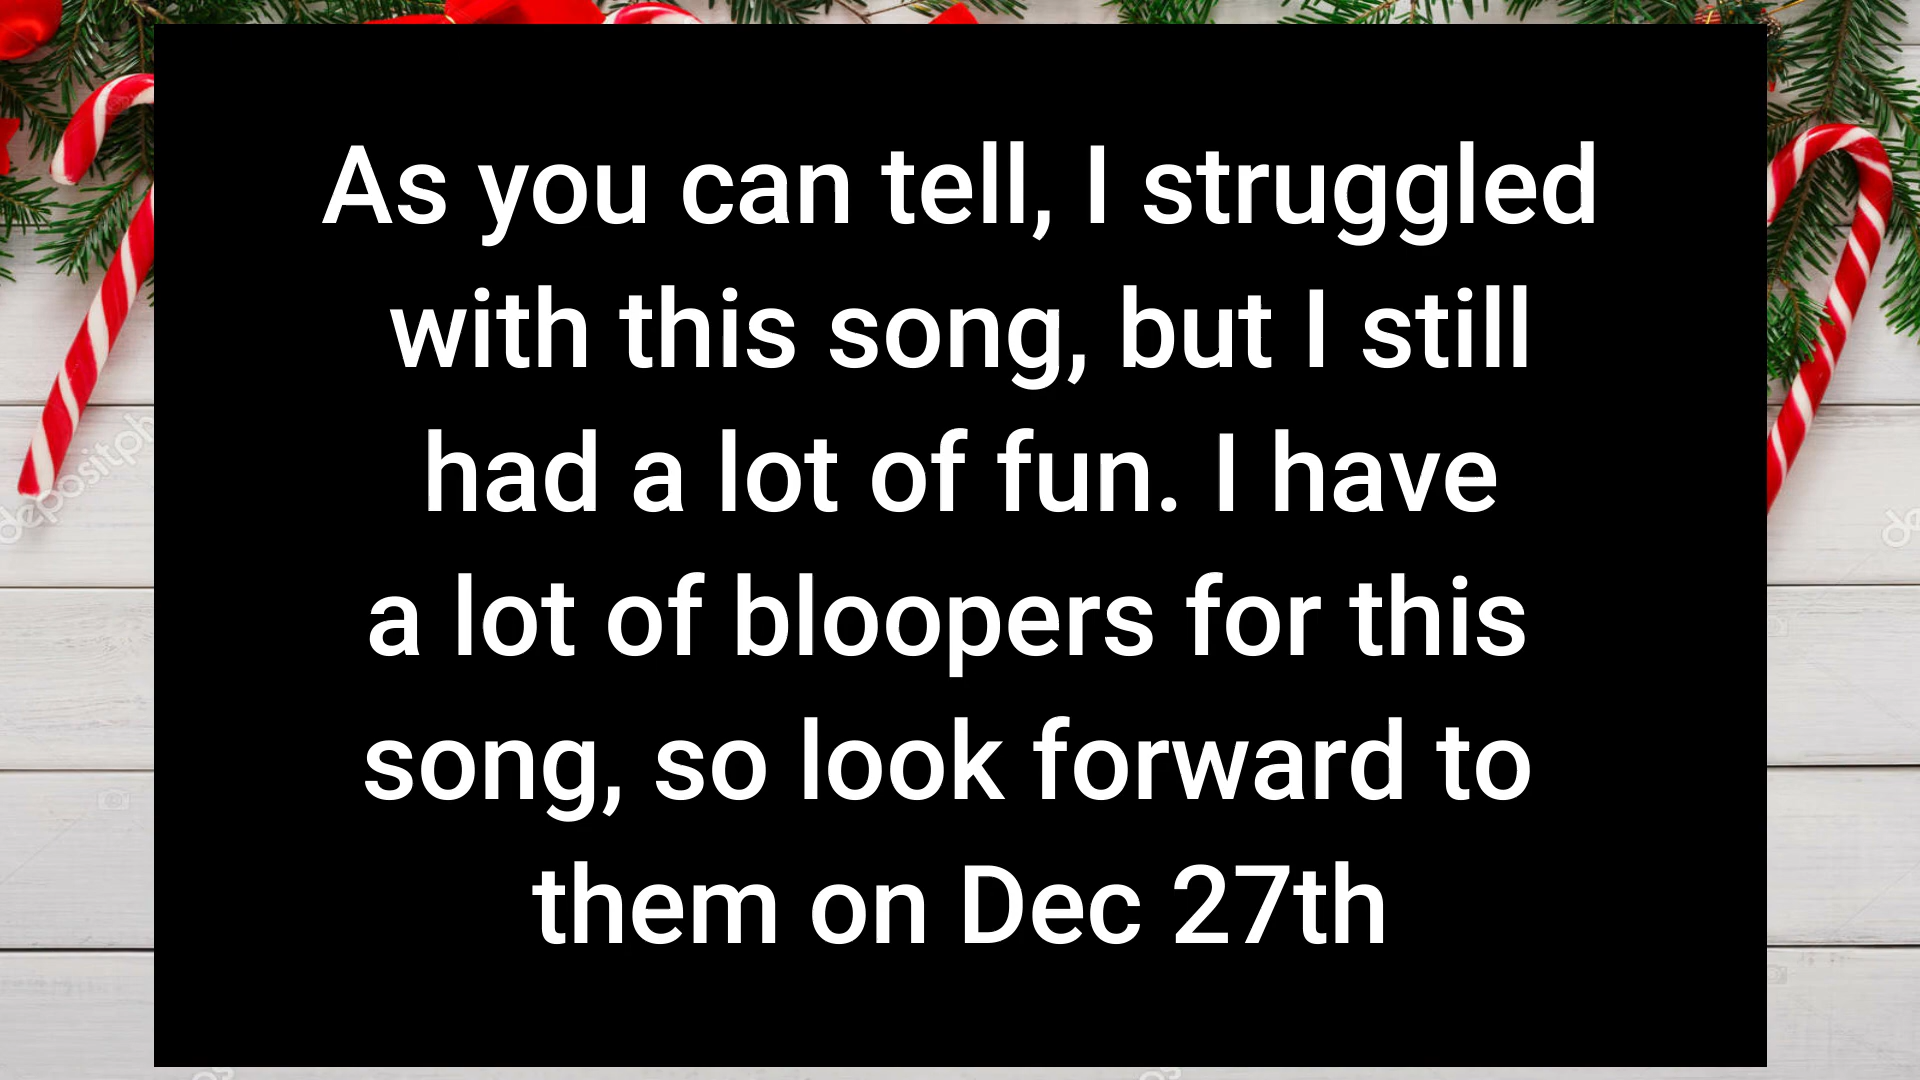 As you can tell, I struggled
with this song, but I still
had a lot of fun. I have
a lot of bloopers for this
song, so look forward to
them on Dec 27th
depositph